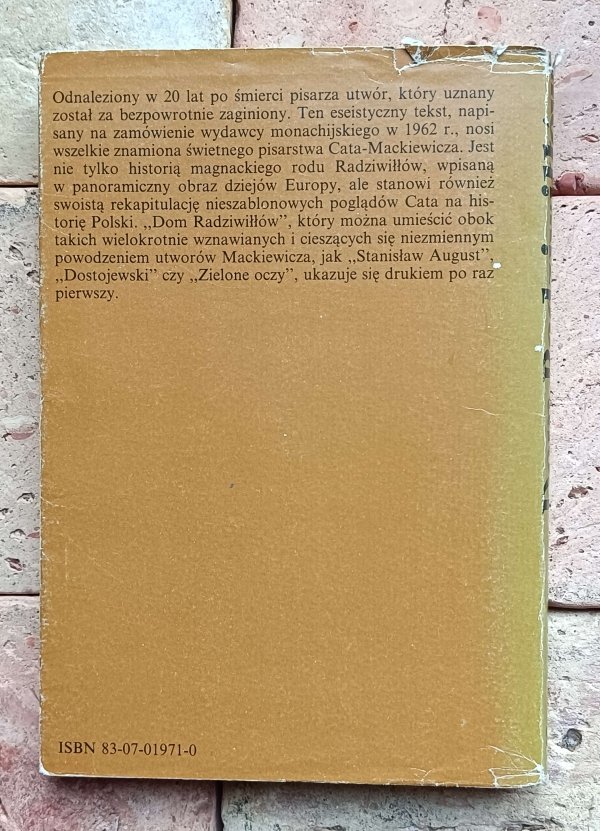 Odnaleziony w 20 lat po śmierci pisarza utwór, który uznany
został za bezpowrotnie zaginiony. Ten eseistyczny tekst, napi-
sany na zamówienie wydawcy monachijskiego w 1962 r., nosi
wszelkie znamiona świetnego pisarstwa Cata-Mackiewicza. Jest
nie tylko historią magnackiego rodu Radziwiłłów, wpisaną
w panoramiczny obraz dziejów Europy, ale stanowi również
swoistą rekapitulację nieszablonowych poglądów Cata na his-
torię Polski. ,,Dom Radziwiłłów”, który można umieścić obok
takich wielokrotnie wznawianych i cieszących się niezmiennym
powodzeniem utworów Mackiewicza, jak ,,Stanisław August”,
,,Dostojewski” czy ,,Zielone oczy”, ukazuje się drukiem po raz
pierwszy.
ISBN 83-07-01971-0